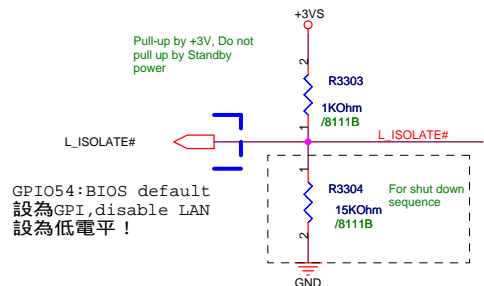 +3VS
Pull-up by +3V, Do not
pull up by Standby
power
2
R3303
1KOhm
/8111B
1
L_ISOLATE#
L_ISOLATE#
1
R3304
For shut down
sequence
15KOhm
/8111B
2
GPIO54:BIOS default
設為GPI,disable LAN
設為低電平！
GND